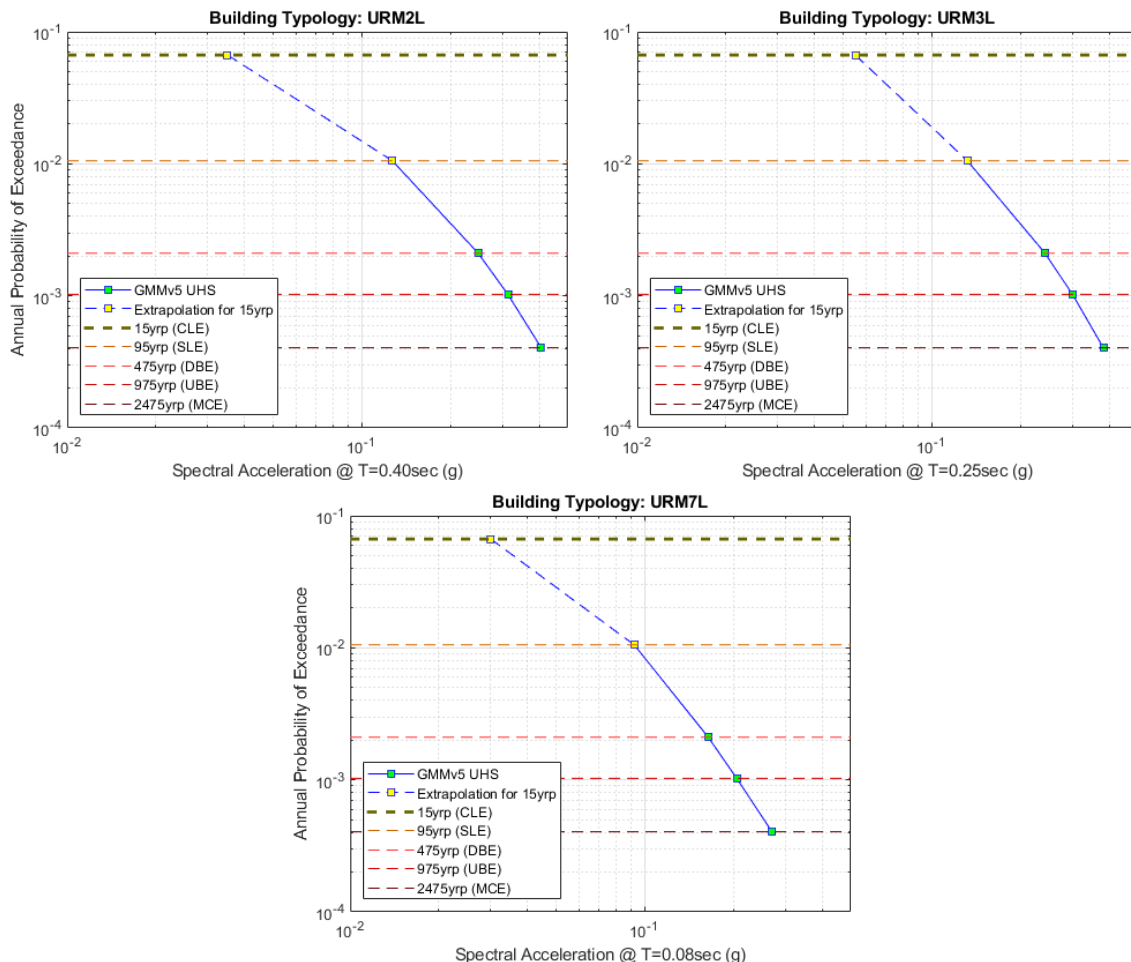 Building Typology: URM2L
10^-1
10^-2
10^-3
10^-4
Annual Probability of Exceedance
GMMv5 UHS
Extrapolation for 15yrp
15yrp (CLE)
95yrp (SLE)
475yrp (DBE)
975yrp (UBE)
2475yrp (MCE)
10^-2
10^-1
Spectral Acceleration @ T=0.40sec (g)
Building Typology: URM3L
10^-1
10^-2
10^-3
10^-4
GMMv5 UHS
Extrapolation for 15yrp
15yrp (CLE)
95yrp (SLE)
475yrp (DBE)
975yrp (UBE)
2475yrp (MCE)
10^-2
10^-1
Spectral Acceleration @ T=0.25sec (g)
Building Typology: URM7L
10^-1
10^-2
10^-3
10^-4
Annual Probability of Exceedance
GMMv5 UHS
Extrapolation for 15yrp
15yrp (CLE)
95yrp (SLE)
475yrp (DBE)
975yrp (UBE)
2475yrp (MCE)
10^-2
10^-1
Spectral Acceleration @ T=0.08sec (g)